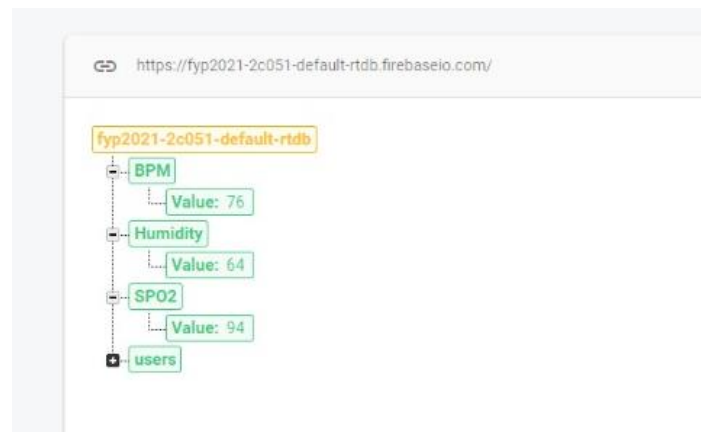 https://fyp2021-2c051-default-rtdb.firebaseio.com/
fyp2021-2c051-default-rtdb
BPM
Value: 76
Humidity
Value: 64
SPO2
Value: 94
users